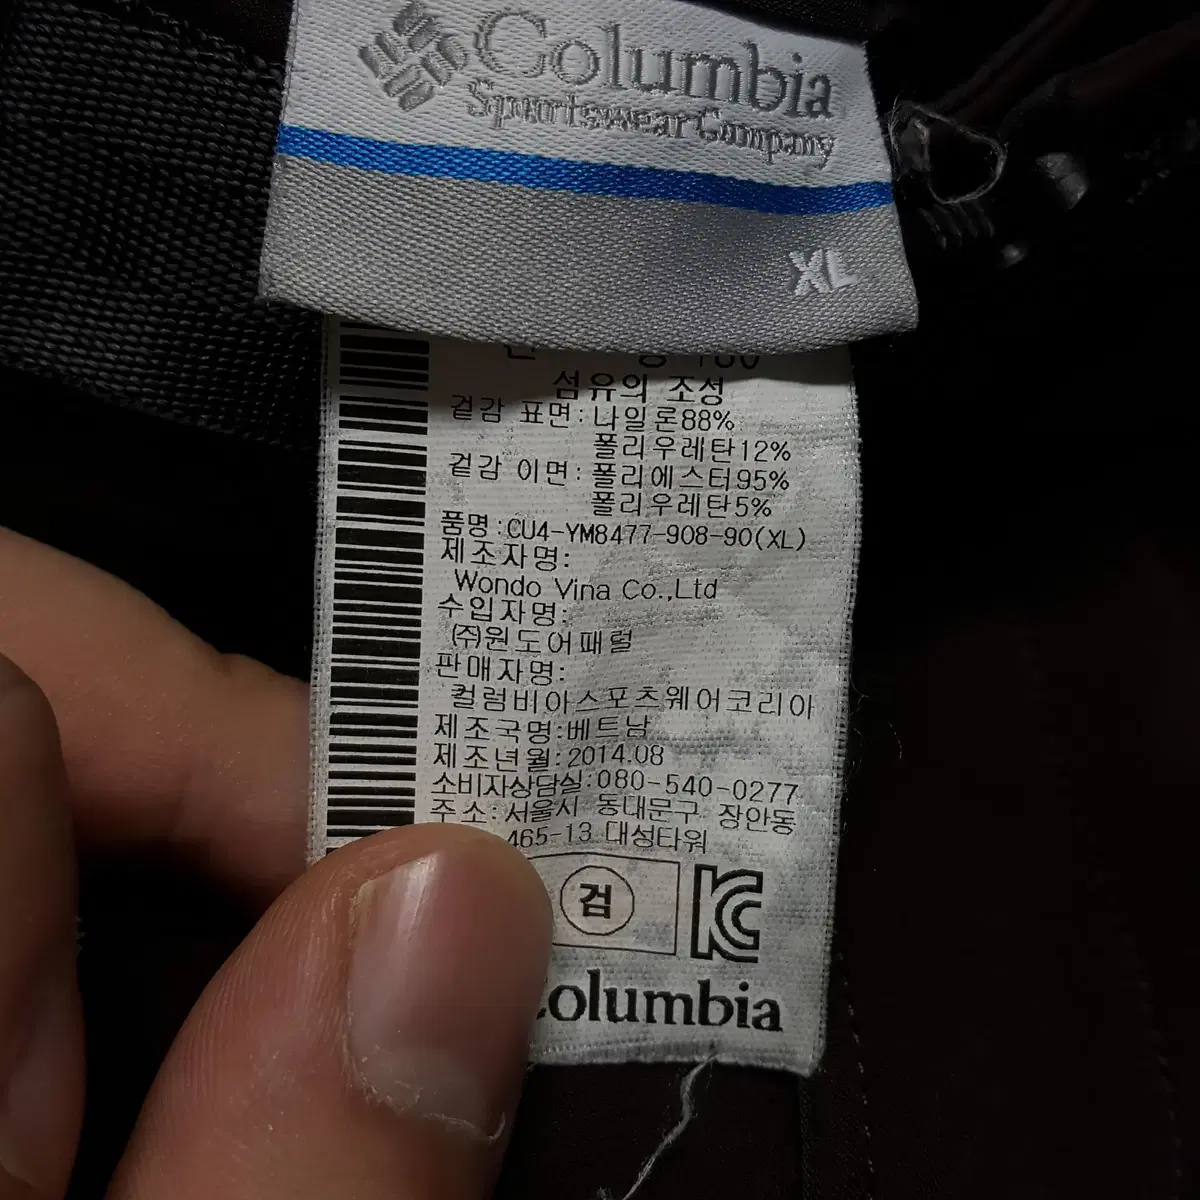 Columbia
Sportswear Company
XL
섬유의 조성
겉감 표면: 나일론88%
폴리우레탄12%
겉감 이면: 폴리에스터95%
폴리우레탄5%
품명:CU4-YM8477-908-90(XL)
제조자명:
Wondo Vina Co.,Ltd
수입자명:
㈜원도어패럴
판매자명:
컬럼비아스포츠웨어코리아
제조국명:베트남
제조년월:2014.08
소비자상담실:080-540-0277
주소:서울시 동대문구 장안동
465-13 대성타워
검
KC
Columbia